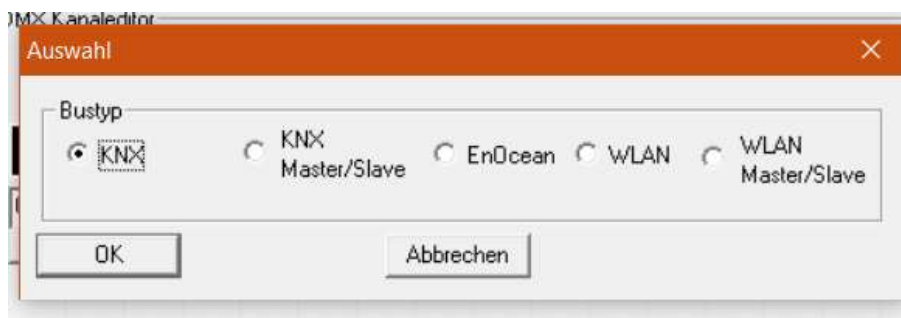 DMX Kanaleditor
Auswahl
Bustyp
KNX
KNX
Master/Slave
EnOcean
WLAN
WLAN
Master/Slave
OK
Abbrechen